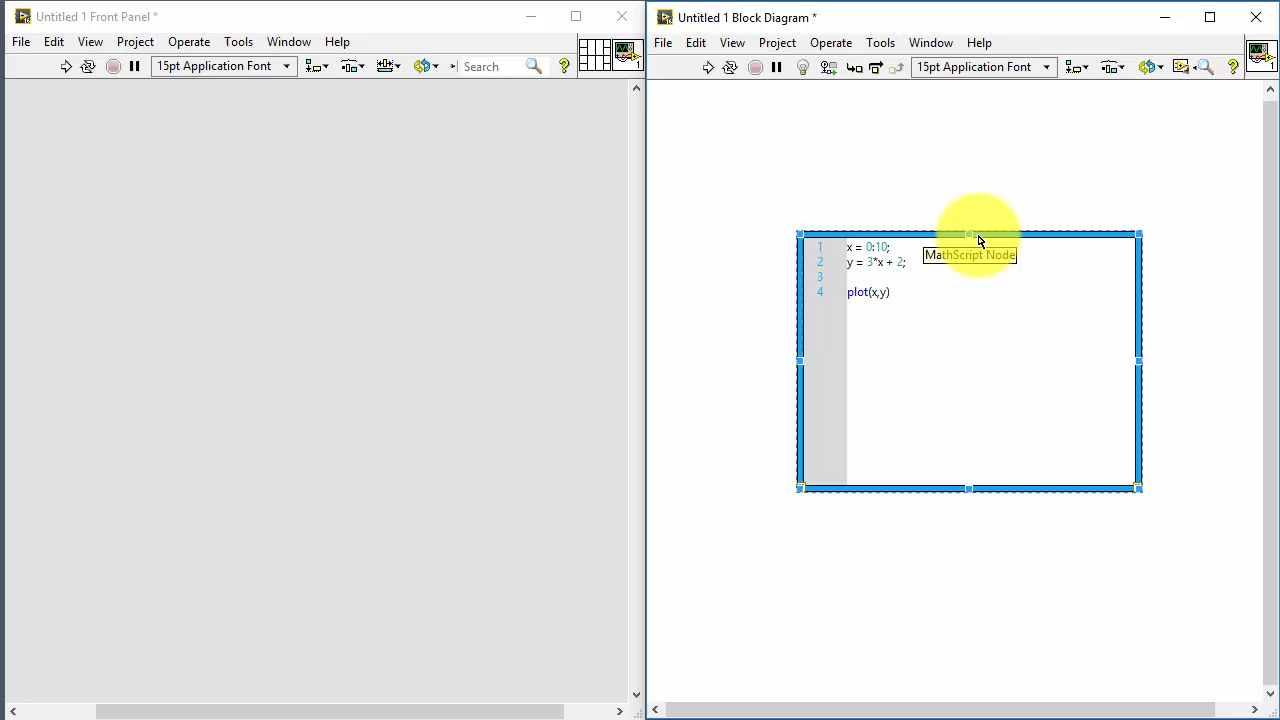 Untitled 1 Front Panel *
File Edit View Project Operate Tools Window Help
15pt Application Font
Search
?
1
Untitled 1 Block Diagram *
File Edit View Project Operate Tools Window Help
15pt Application Font
?
1
1 x = 0:10;
2 y = 3*x + 2;
3
4 plot(x,y)
MathScript Node